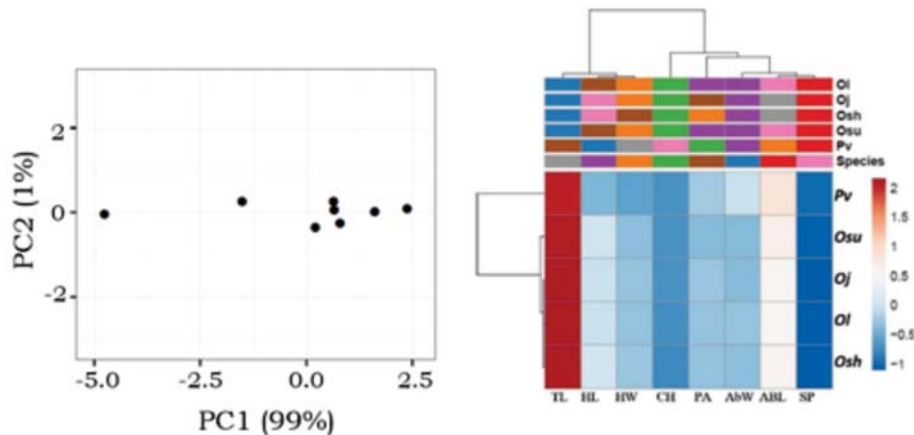 2
0
-2
PC2 (1%)
-5.0 -2.5 0.0 2.5
PC1 (99%)
Ol
Oj
Osh
Osu
Pv
Species
Pv
Osu
Oj
Ol
Osh
TL HL HW CH PA AbW ABL SP
2
1.5
1
0.5
0
−0.5
−1